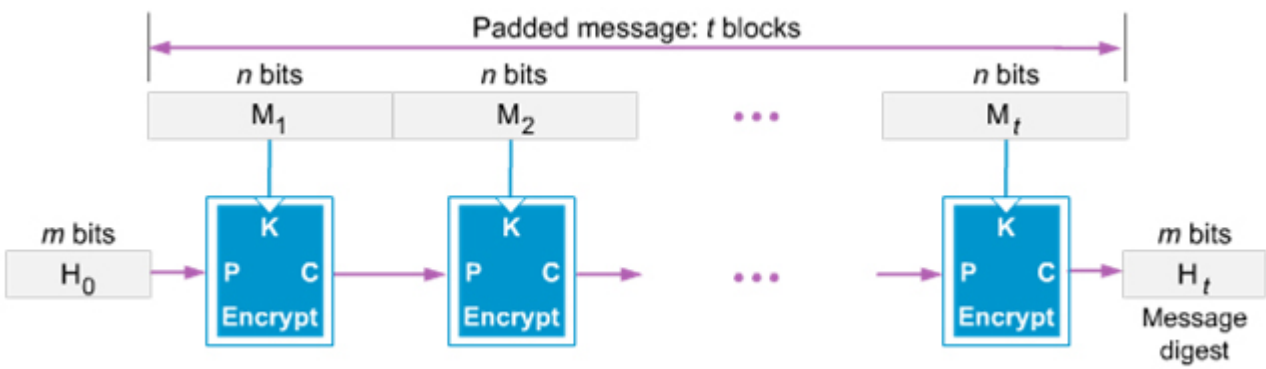 Padded message: t blocks
n bits n bits n bits
M1 M2 ... Mt
K K K
m bits m bits
H0 P C P C ... P C Ht
Encrypt Encrypt Encrypt
Message
digest